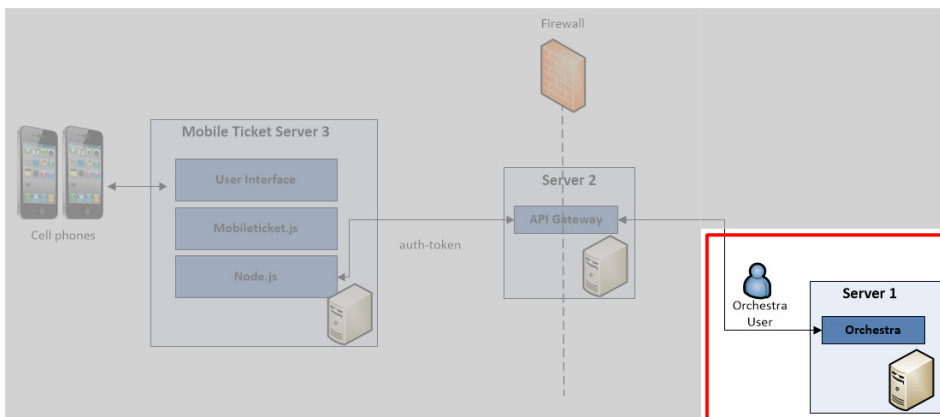 Firewall
Mobile Ticket Server 3
User Interface
Mobileticket.js
Node.js
Cell phones
auth-token
Server 2
API Gateway
Orchestra
User
Server 1
Orchestra